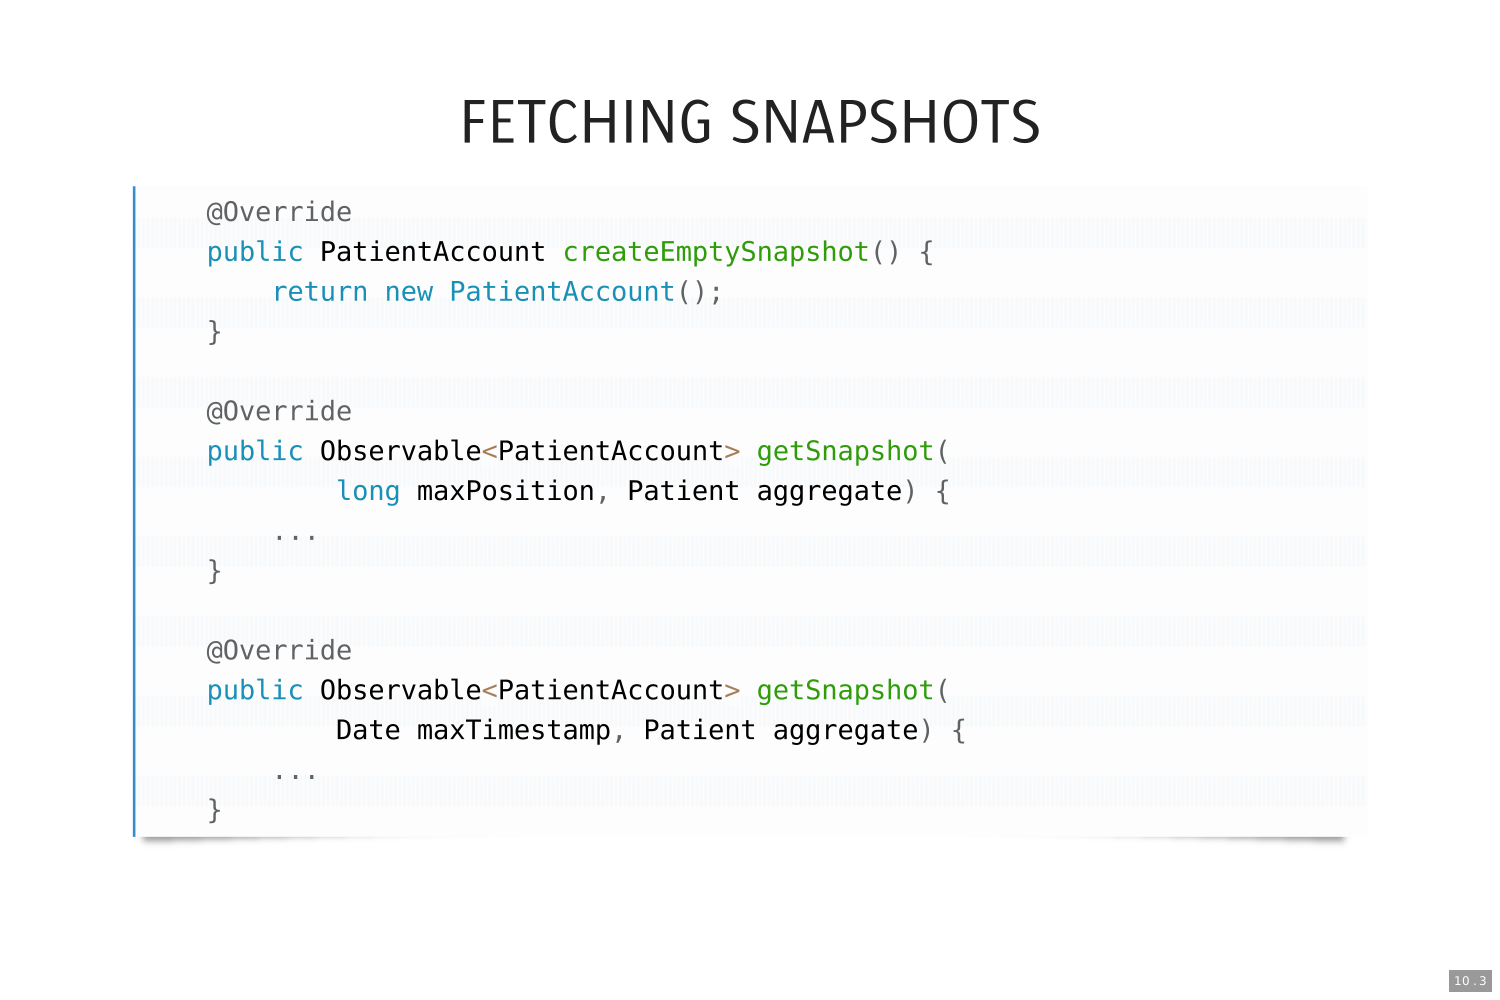 FETCHING SNAPSHOTS
@Override
public PatientAccount createEmptySnapshot() {
    return new PatientAccount();
}
@Override
public Observable<PatientAccount> getSnapshot(
        long maxPosition, Patient aggregate) {
    ...
}
@Override
public Observable<PatientAccount> getSnapshot(
        Date maxTimestamp, Patient aggregate) {
    ...
}
10.3